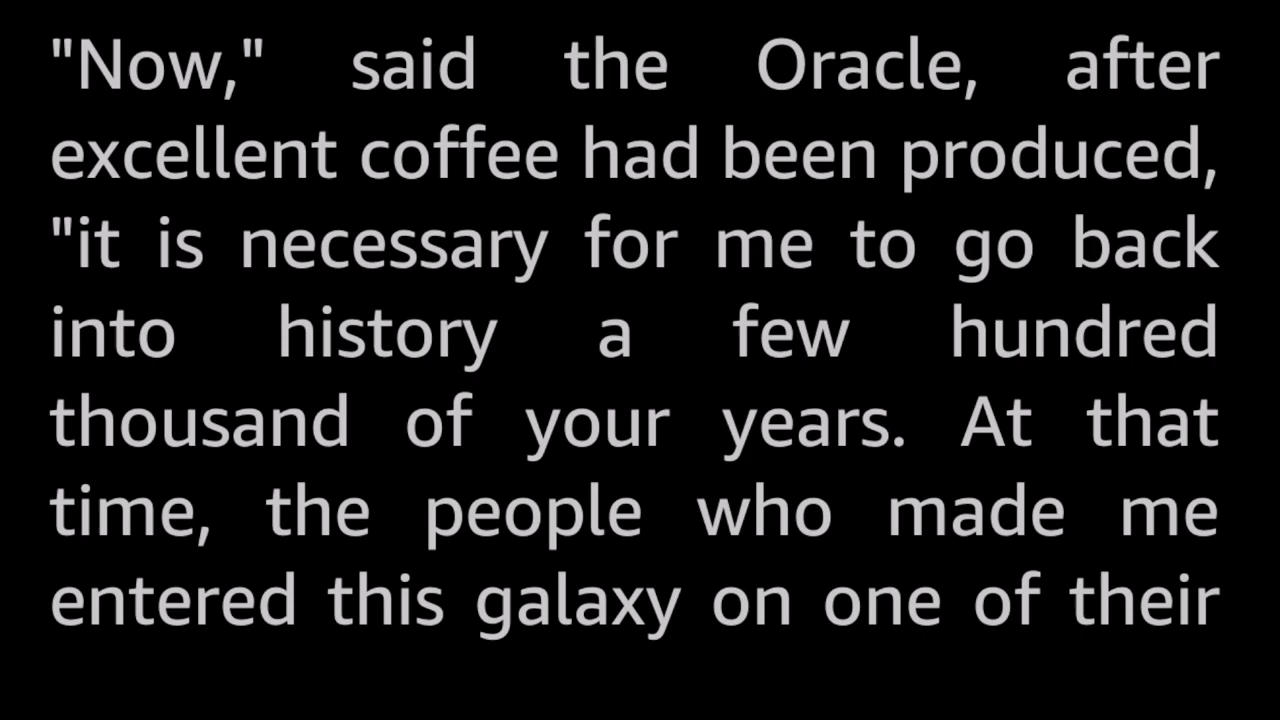 "Now," said the Oracle, after
excellent coffee had been produced,
"it is necessary for me to go back
into history a few hundred
thousand of your years. At that
time, the people who made me
entered this galaxy on one of their